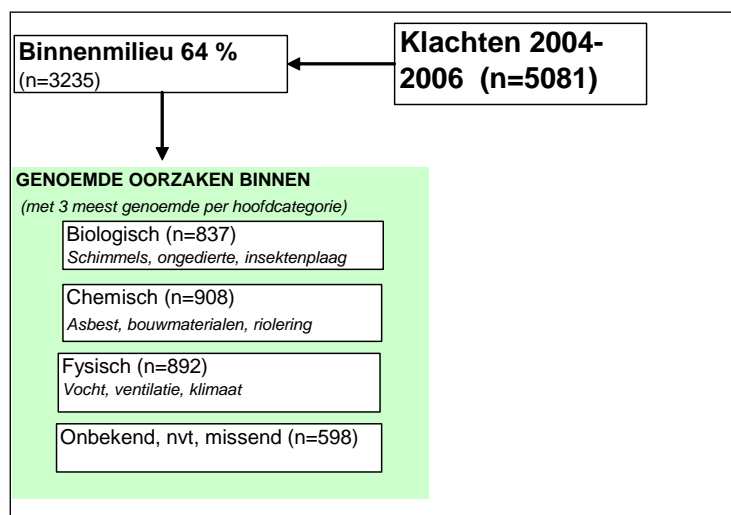 Binnenmilieu 64 %
(n=3235)
Klachten 2004-
2006 (n=5081)
GENOEMDE OORZAKEN BINNEN
(met 3 meest genoemde per hoofdcategorie)
Biologisch (n=837)
Schimmels, ongedierte, insektenplaag
Chemisch (n=908)
Asbest, bouwmaterialen, riolering
Fysisch (n=892)
Vocht, ventilatie, klimaat
Onbekend, nvt, missend (n=598)